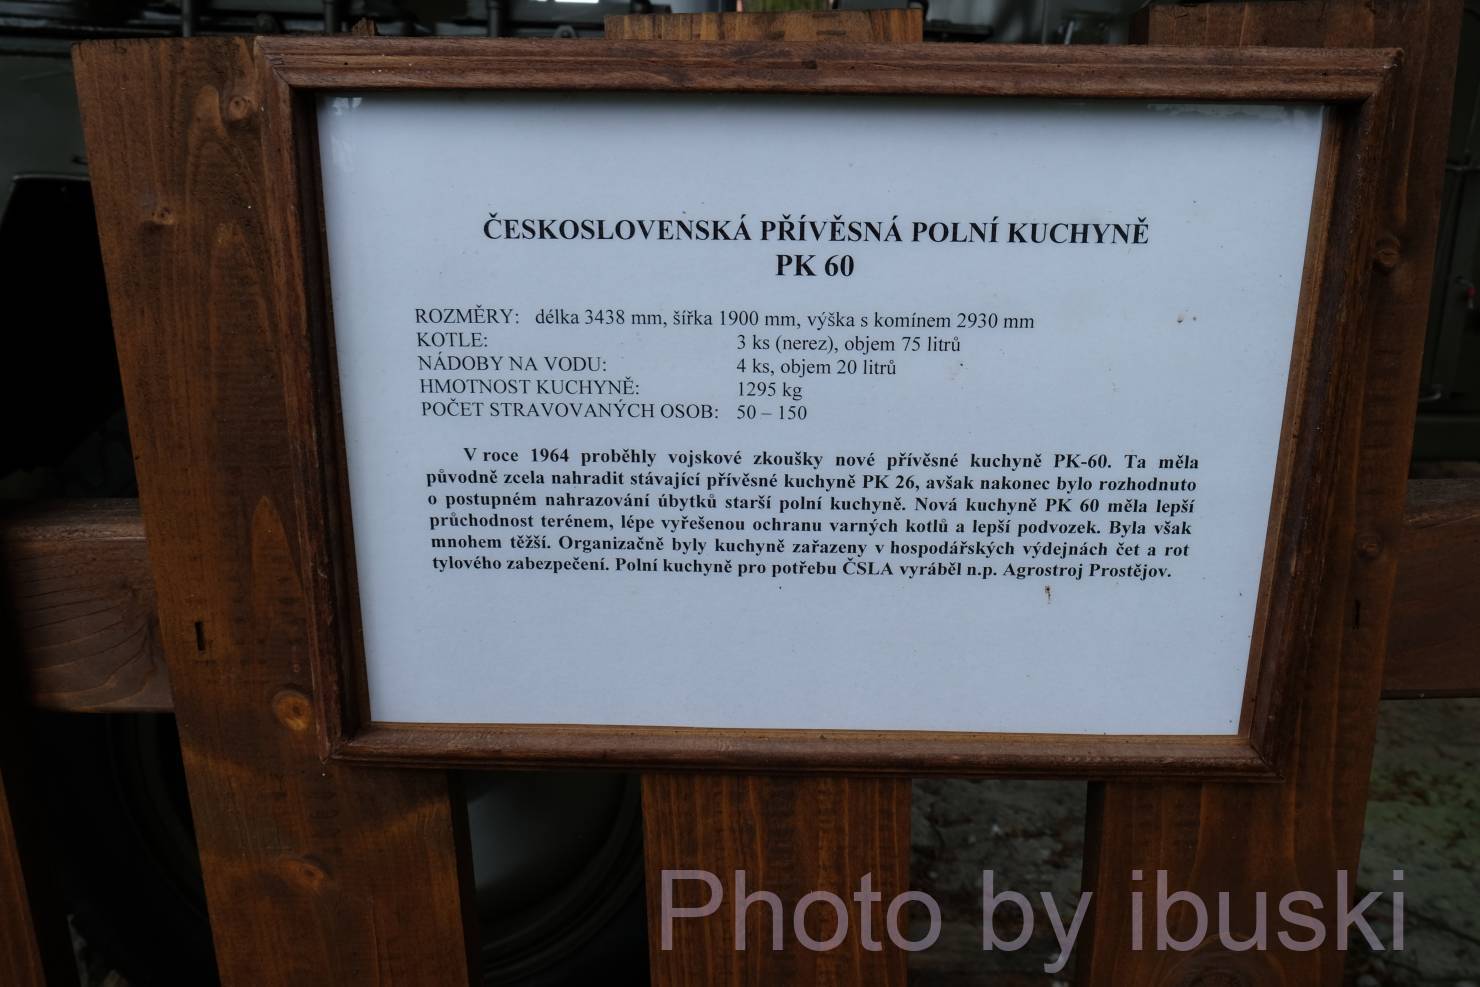 ČESKOSLOVENSKÁ PŘÍVĚSNÁ POLNÍ KUCHYNĚ
PK 60
ROZMĚRY: délka 3438 mm, šířka 1900 mm, výška s komínem 2930 mm
KOTLE: 3 ks (nerez), objem 75 litrů
NÁDOBY NA VODU: 4 ks, objem 20 litrů
HMOTNOST KUCHYNĚ: 1295 kg
POČET STRAVOVANÝCH OSOB: 50 – 150
V roce 1964 proběhly vojskové zkoušky nové přívěsné kuchyně PK-60. Ta měla
původně zcela nahradit stávající přívěsné kuchyně PK 26, avšak nakonec bylo rozhodnuto
o postupném nahrazování úbytků starší polní kuchyně. Nová kuchyně PK 60 měla lepší
průchodnost terénem, lépe vyřešenou ochranu varných kotlů a lepší podvozek. Byla však
mnohem těžší. Organizačně byly kuchyně zařazeny v hospodářských výdejnách čet a rot
tylového zabezpečení. Polní kuchyně pro potřebu ČSLA vyráběl n.p. Agrostroj Prostějov.
Photo by ibuski